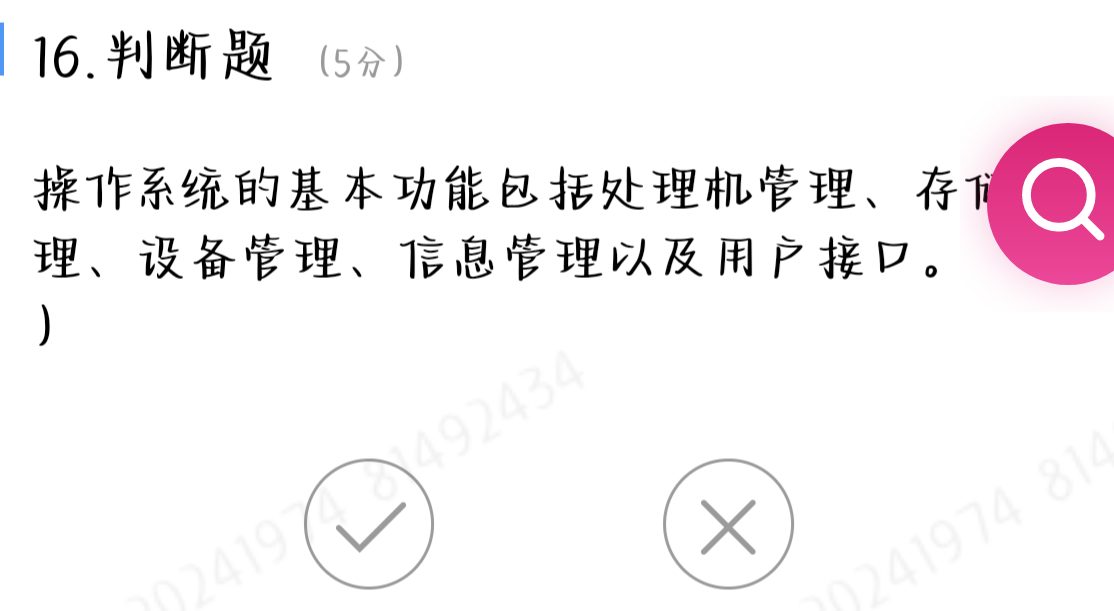 16.判断题 (5分)
操作系统的基本功能包括处理机管理、存
理、设备管理、信息管理以及用户接口。
)
20241974 81492434
20241974 814